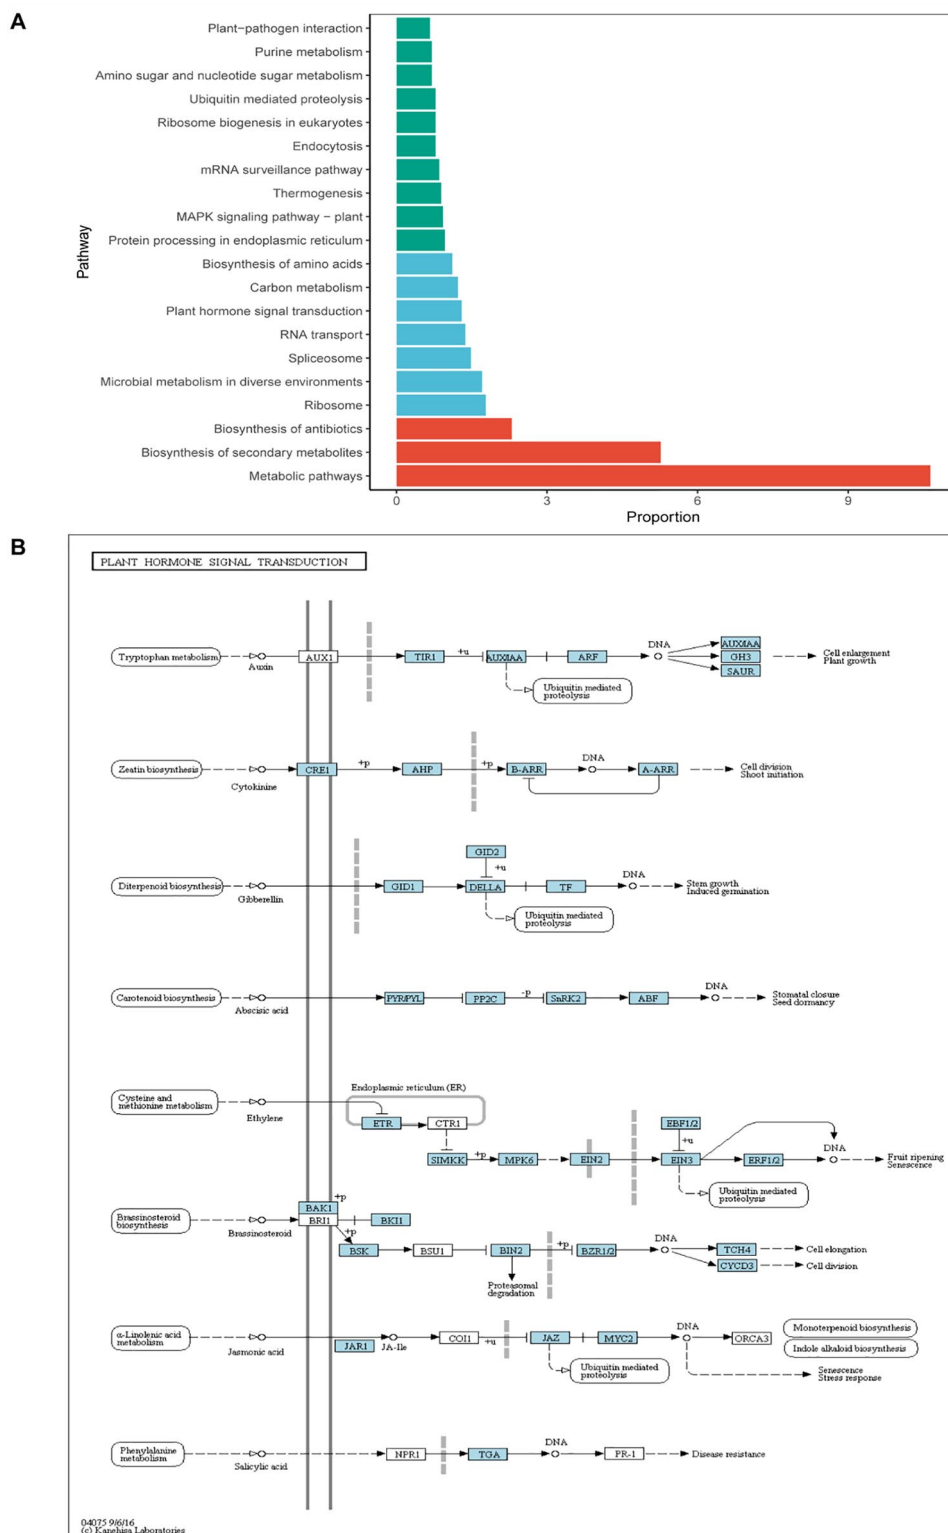 A
Pathway
Plant−pathogen interaction
Purine metabolism
Amino sugar and nucleotide sugar metabolism
Ubiquitin mediated proteolysis
Ribosome biogenesis in eukaryotes
Endocytosis
mRNA surveillance pathway
Thermogenesis
MAPK signaling pathway − plant
Protein processing in endoplasmic reticulum
Biosynthesis of amino acids
Carbon metabolism
Plant hormone signal transduction
RNA transport
Spliceosome
Microbial metabolism in diverse environments
Ribosome
Biosynthesis of antibiotics
Biosynthesis of secondary metabolites
Metabolic pathways
0 3 6 9
Proportion
B
PLANT HORMONE SIGNAL TRANSDUCTION
Tryptophan metabolism
Auxin
AUX1
TIR1
+u
AUX/IAA
ARF
DNA
AUX/IAA
GH3
SAUR
Cell enlargement
Plant growth
Ubiquitin mediated
proteolysis
Zeatin biosynthesis
Cytokinine
CRE1
+p
AHP
+p
B-ARR
DNA
A-ARR
Cell division
Shoot initiation
Diterpenoid biosynthesis
Gibberellin
GID1
GID2
+u
DELLA
TF
DNA
Stem growth
Induced germination
Ubiquitin mediated
proteolysis
Carotenoid biosynthesis
Abscisic acid
PYR/PYL
PP2C
-p
SnRK2
ABF
DNA
Stomatal closure
Seed dormancy
Cysteine and
methionine metabolism
Ethylene
Endoplasmic reticulum (ER)
ETR
CTR1
SIMKK
+p
MPK6
EIN2
EBF1/2
+u
EIN3
ERF1/2
DNA
Fruit ripening
Senescence
Ubiquitin mediated
proteolysis
Brassinosteroid
biosynthesis
Brassinosteroid
BAK1
+p
BRI1
BKI1
+p
BSK
BSU1
BIN2
+p
BZR1/2
DNA
TCH4
CYCD3
Cell elongation
Cell division
Proteasomal
degradation
α-Linolenic acid
metabolism
Jasmonic acid
JAR1
JA-Ile
COI1
+u
JAZ
MYC2
DNA
ORCA3
Monoterpenoid biosynthesis
Indole alkaloid biosynthesis
Ubiquitin mediated
proteolysis
Senescence
Stress response
Phenylalanine
metabolism
Salicylic acid
NPR1
TGA
DNA
PR-1
Disease resistance
04075 9/6/16
(c) Kanehisa Laboratories